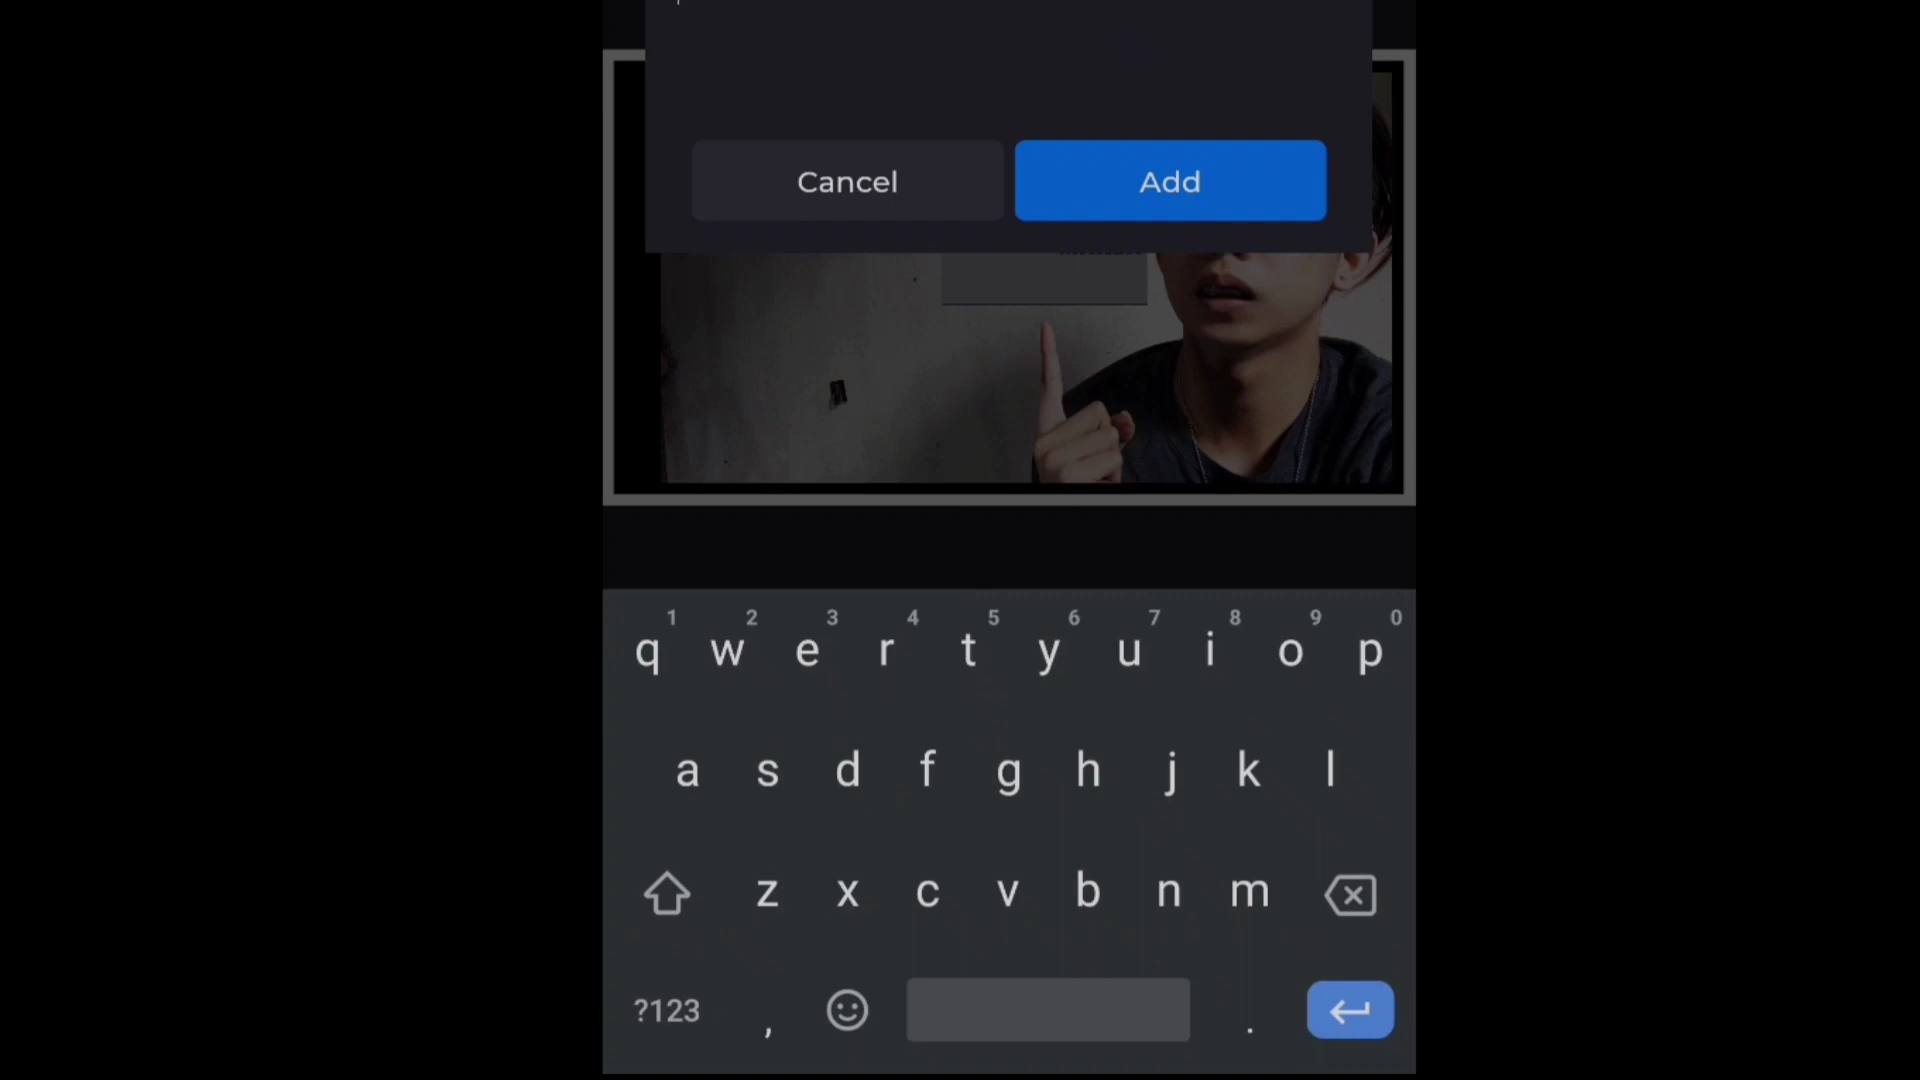 Cancel Add
1 2 3 4 5 6 7 8 9 0
q w e r t y u i o p
a s d f g h j k l
z x c v b n m
?123 , .